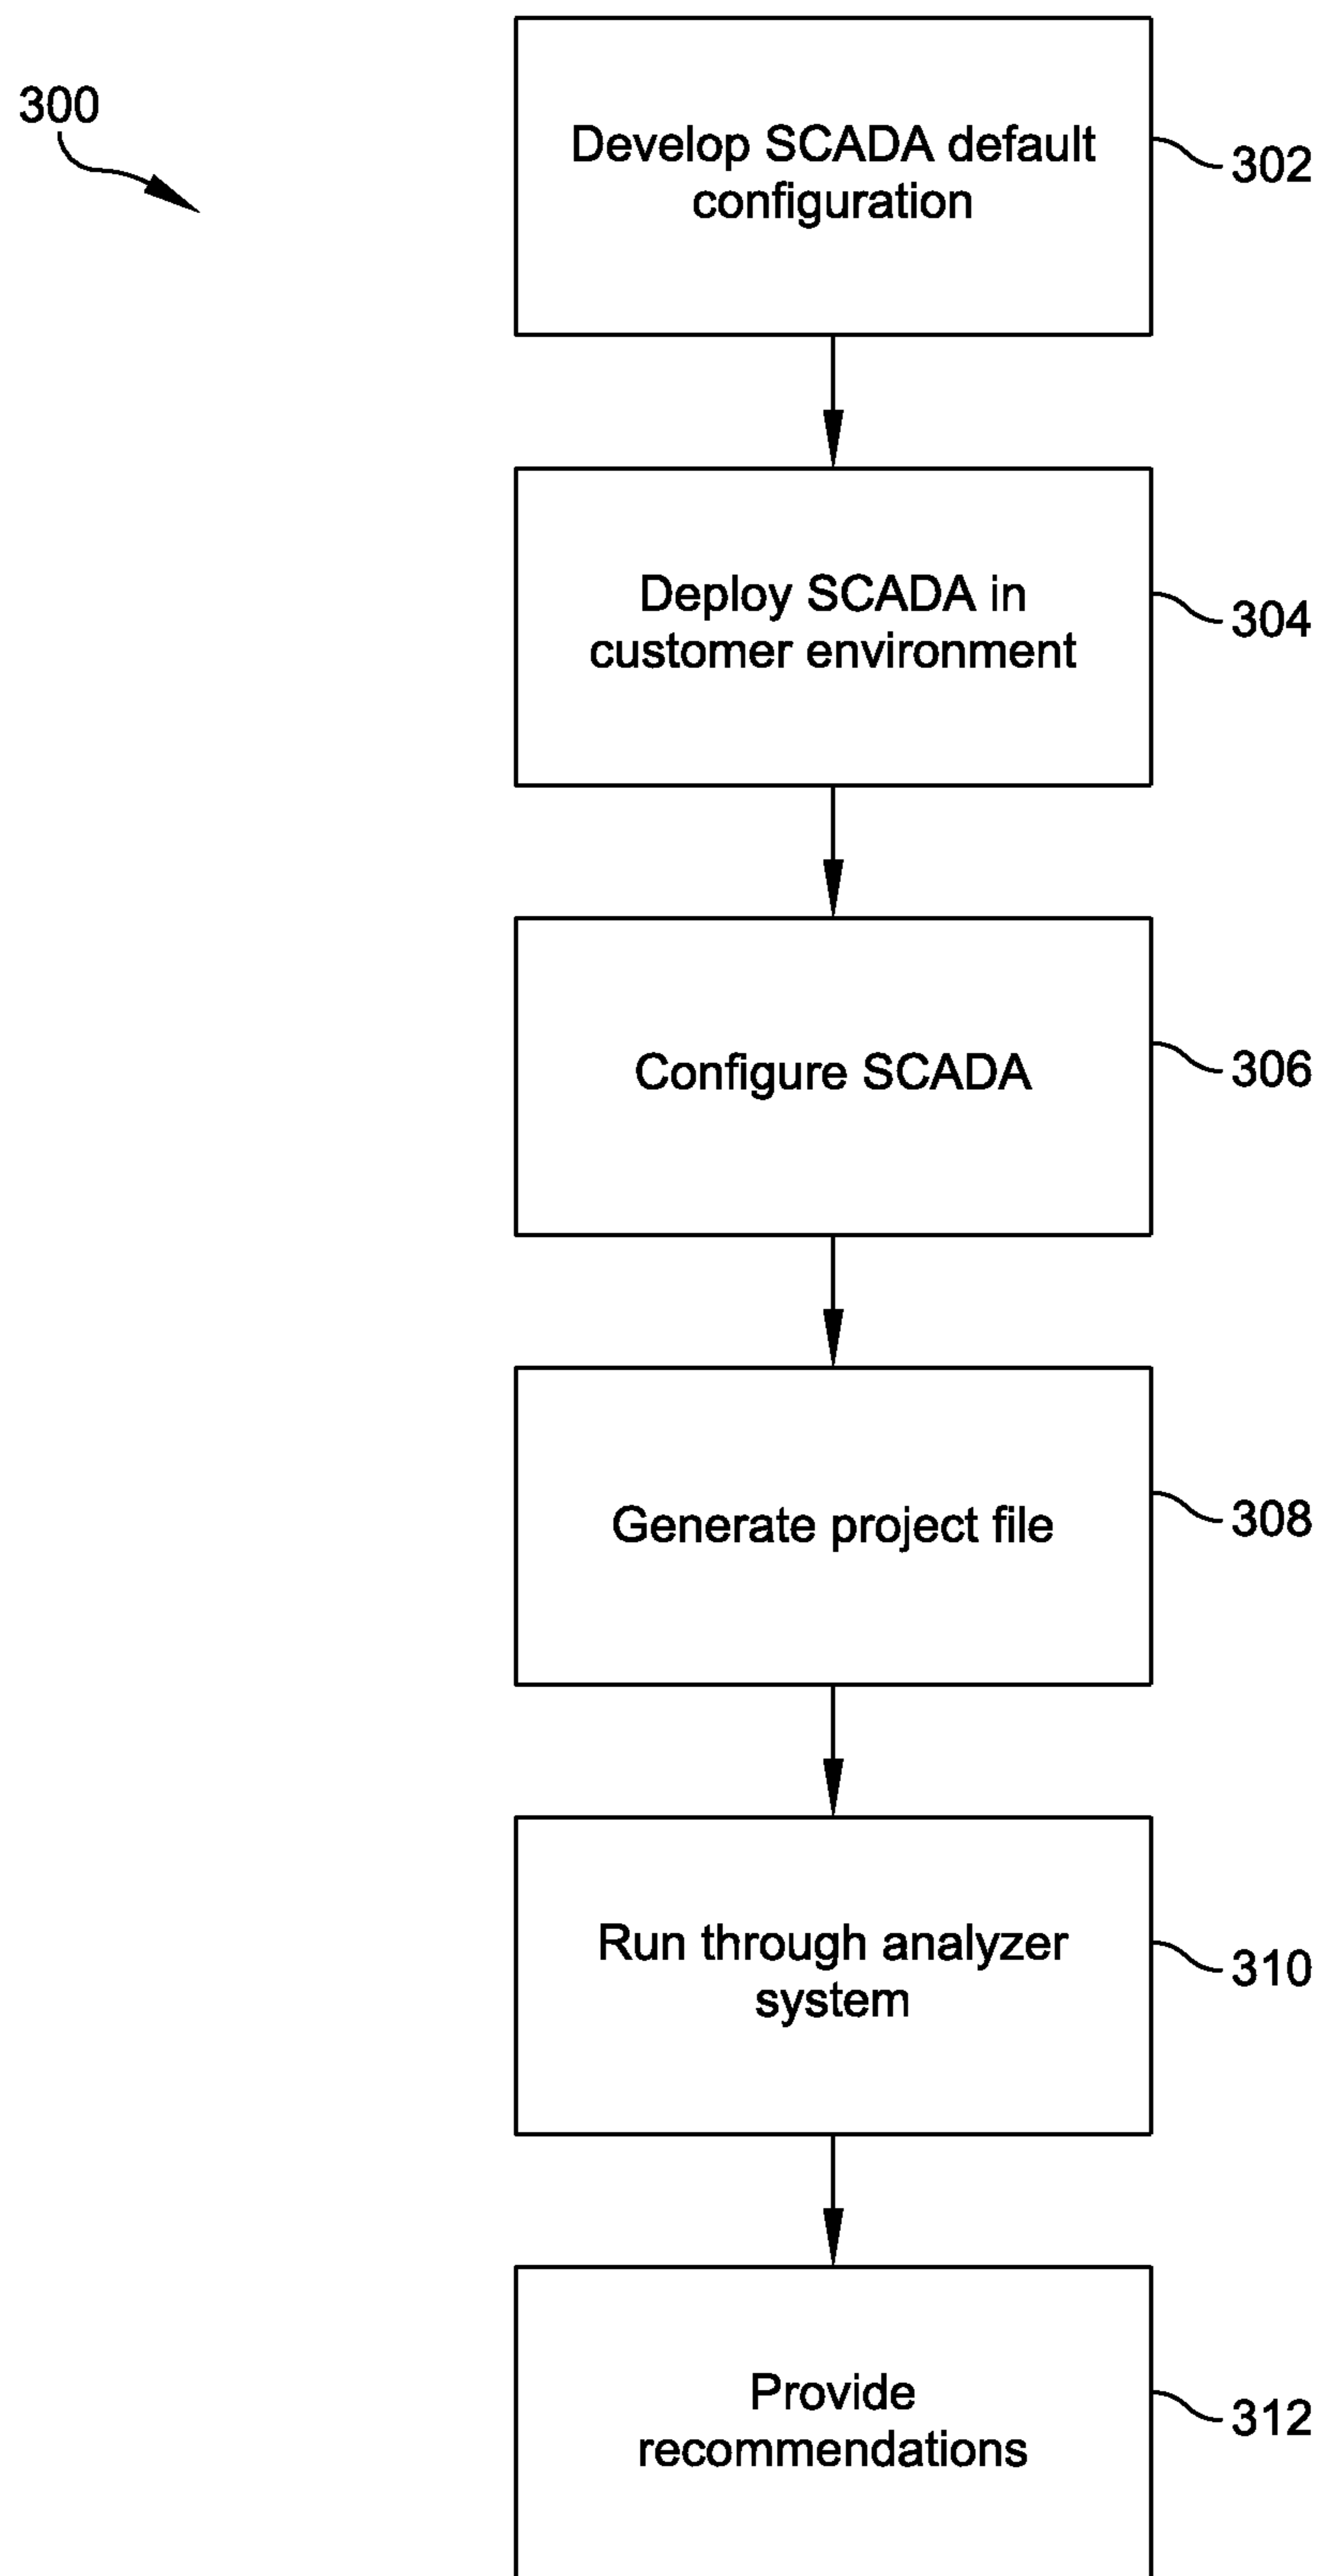 300
Develop SCADA default
configuration
302
Deploy SCADA in
customer environment
304
Configure SCADA
306
Generate project file
308
Run through analyzer
system
310
Provide
recommendations
312